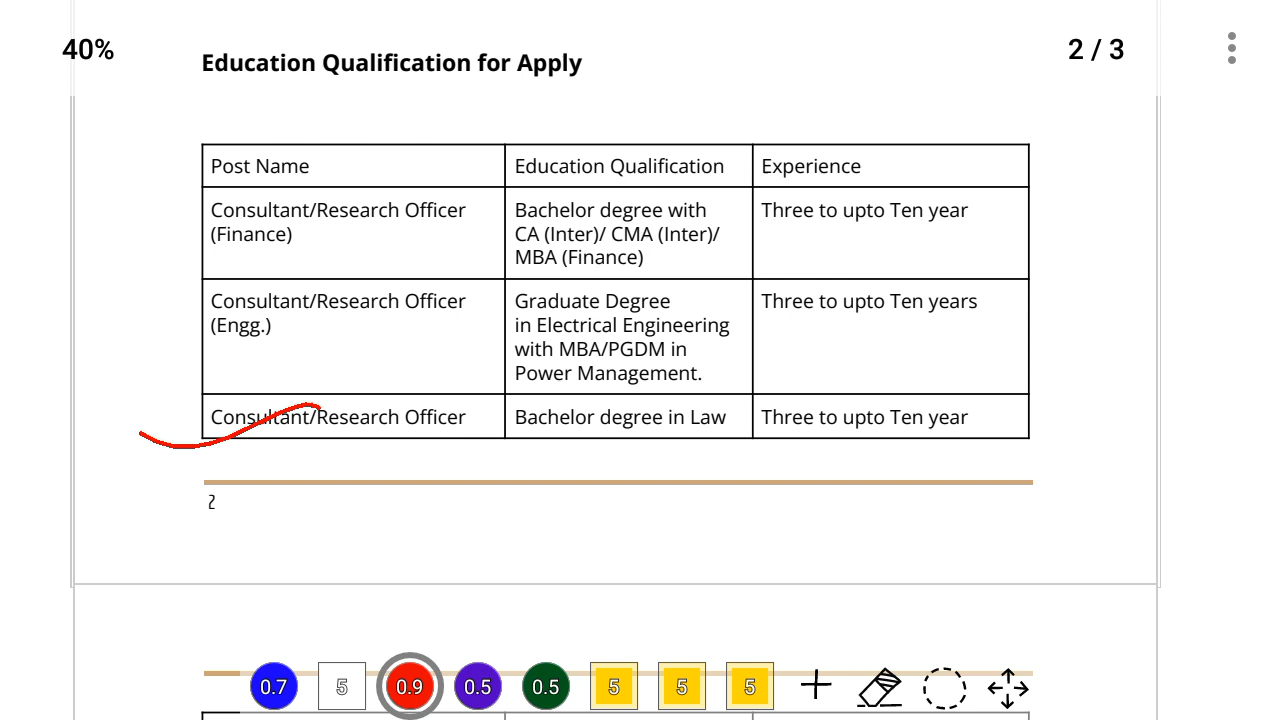 40%
2 / 3
Education Qualification for Apply
Post Name
Education Qualification
Experience
Consultant/Research Officer
(Finance)
Bachelor degree with
CA (Inter)/ CMA (Inter)/
MBA (Finance)
Three to upto Ten year
Consultant/Research Officer
(Engg.)
Graduate Degree
in Electrical Engineering
with MBA/PGDM in
Power Management.
Three to upto Ten years
Consultant/Research Officer
Bachelor degree in Law
Three to upto Ten year
2
0.7
5
0.9
0.5
0.5
5
5
5